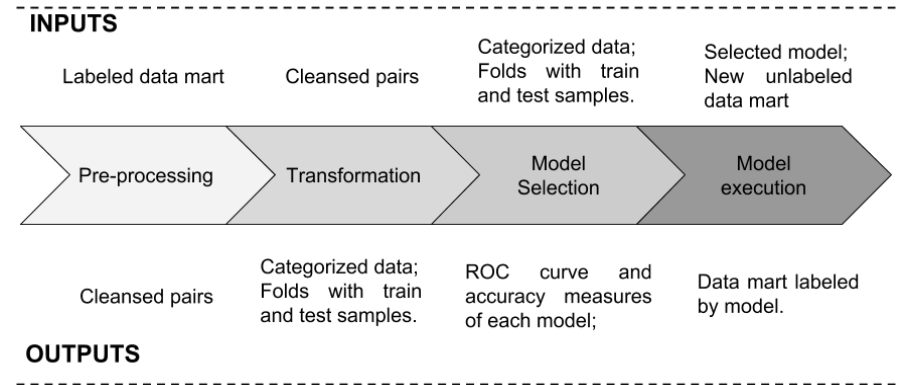 INPUTS
Labeled data mart
Cleansed pairs
Categorized data;
Folds with train
and test samples.
Selected model;
New unlabeled
data mart
Pre-processing
Transformation
Model
Selection
Model
execution
Cleansed pairs
Categorized data;
Folds with train
and test samples.
ROC curve and
accuracy measures
of each model;
Data mart labeled
by model.
OUTPUTS